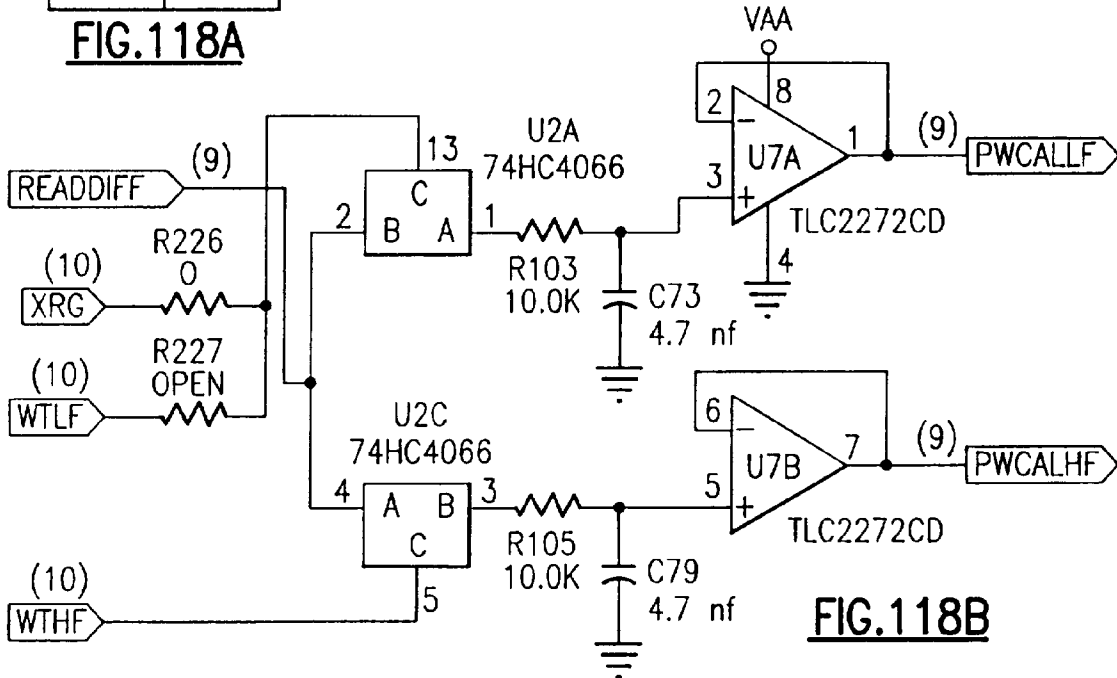 FIG.118A
VAA
8
2
−
1
(9)
PWCALLF
U7A
3
+
TLC2272CD
4
U2A
74HC4066
13
C
2
B
A
1
R103
10.0K
C73
4.7 nf
READDIFF
(9)
R226
0
(10)
XRG
R227
OPEN
(10)
WTLF
U2C
74HC4066
4
A
B
3
C
5
R105
10.0K
C79
4.7 nf
(10)
WTHF
6
−
7
(9)
PWCALHF
U7B
5
+
TLC2272CD
FIG.118B